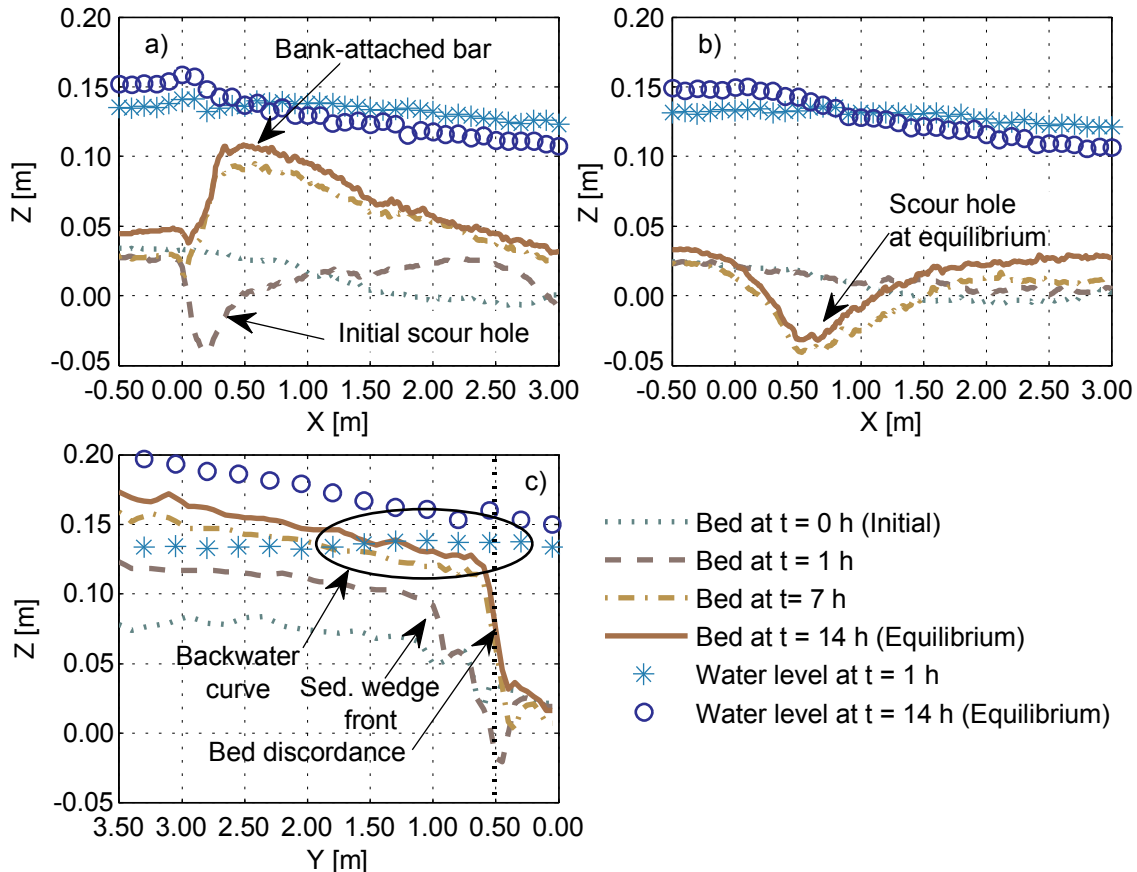 0.20
0.15
0.10
0.05
0.00
-0.05
Z [m]
a)
Bank-attached bar
Initial scour hole
-0.50 0.00 0.50 1.00 1.50 2.00 2.50 3.00
X [m]
0.20
0.15
0.10
0.05
0.00
-0.05
Z [m]
b)
Scour hole
at equilibrium
-0.50 0.00 0.50 1.00 1.50 2.00 2.50 3.00
X [m]
0.20
0.15
0.10
0.05
0.00
-0.05
Z [m]
c)
Backwater
curve
Sed. wedge
front
Bed discordance
3.50 3.00 2.50 2.00 1.50 1.00 0.50 0.00
Y [m]
Bed at t = 0 h (Initial)
Bed at t = 1 h
Bed at t= 7 h
Bed at t = 14 h (Equilibrium)
Water level at t = 1 h
Water level at t = 14 h (Equilibrium)